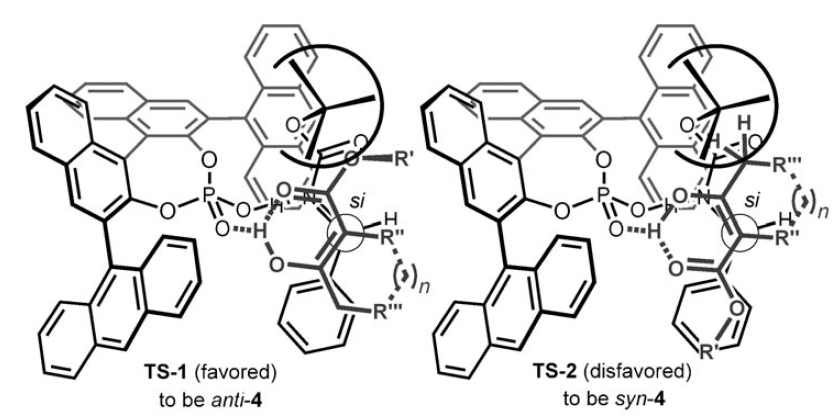 O
O
O
R'
O
P
O
O
H
N
O
H
si
H
R"
O
( )n
R'''
TS-1 (favored)
to be anti-4
H
O
H
O
R'''
O
P
O
O
H
N
O
H
si
H
( )n
R"
O
O
R'
TS-2 (disfavored)
to be syn-4